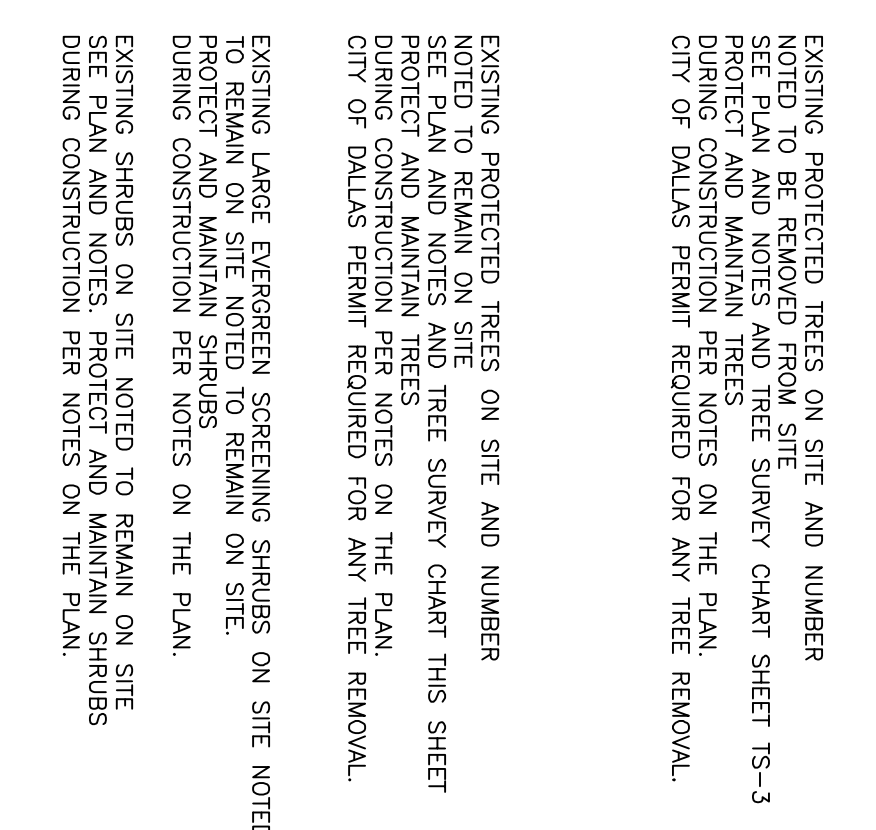 EXISTING PROTECTED TREES ON SITE AND NUMBER
NOTED TO BE REMOVED FROM SITE
SEE PLAN AND NOTES AND TREE SURVEY CHART SHEET TS-3
PROTECT AND MAINTAIN TREES
DURING CONSTRUCTION PER NOTES ON THE PLAN.
CITY OF DALLAS PERMIT REQUIRED FOR ANY TREE REMOVAL.
EXISTING PROTECTED TREES ON SITE AND NUMBER
NOTED TO REMAIN ON SITE
SEE PLAN AND NOTES AND TREE SURVEY CHART THIS SHEET
PROTECT AND MAINTAIN TREES
DURING CONSTRUCTION PER NOTES ON THE PLAN.
CITY OF DALLAS PERMIT REQUIRED FOR ANY TREE REMOVAL.
EXISTING LARGE EVERGREEN SCREENING SHRUBS ON SITE NOTED
TO REMAIN ON SITE NOTED TO REMAIN ON SITE.
PROTECT AND MAINTAIN SHRUBS
DURING CONSTRUCTION PER NOTES ON THE PLAN.
EXISTING SHRUBS ON SITE NOTED TO REMAIN ON SITE
SEE PLAN AND NOTES. PROTECT AND MAINTAIN SHRUBS
DURING CONSTRUCTION PER NOTES ON THE PLAN.